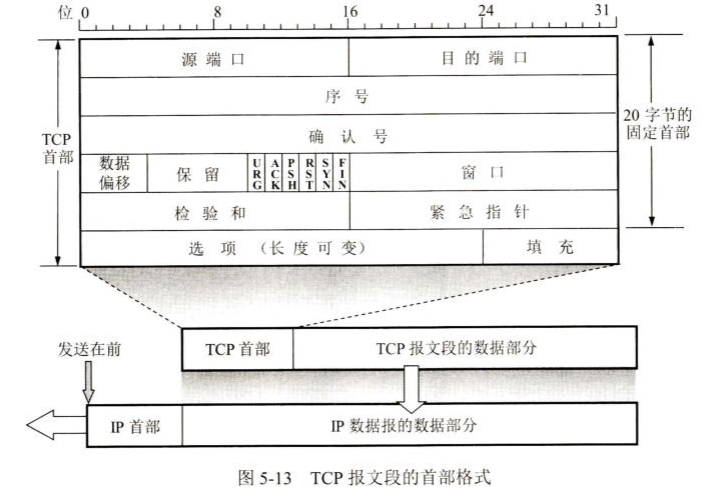 位 0 8 16 24 31
源端口 目的端口
序号
TCP首部
确认号
20 字节的固定首部
数据偏移 保留 URG ACK PSH RST SYN FIN 窗口
检验和 紧急指针
选项 （长度可变） 填充
发送在前
TCP 首部 TCP 报文段的数据部分
IP 首部 IP 数据报的数据部分
图 5-13 TCP 报文段的首部格式